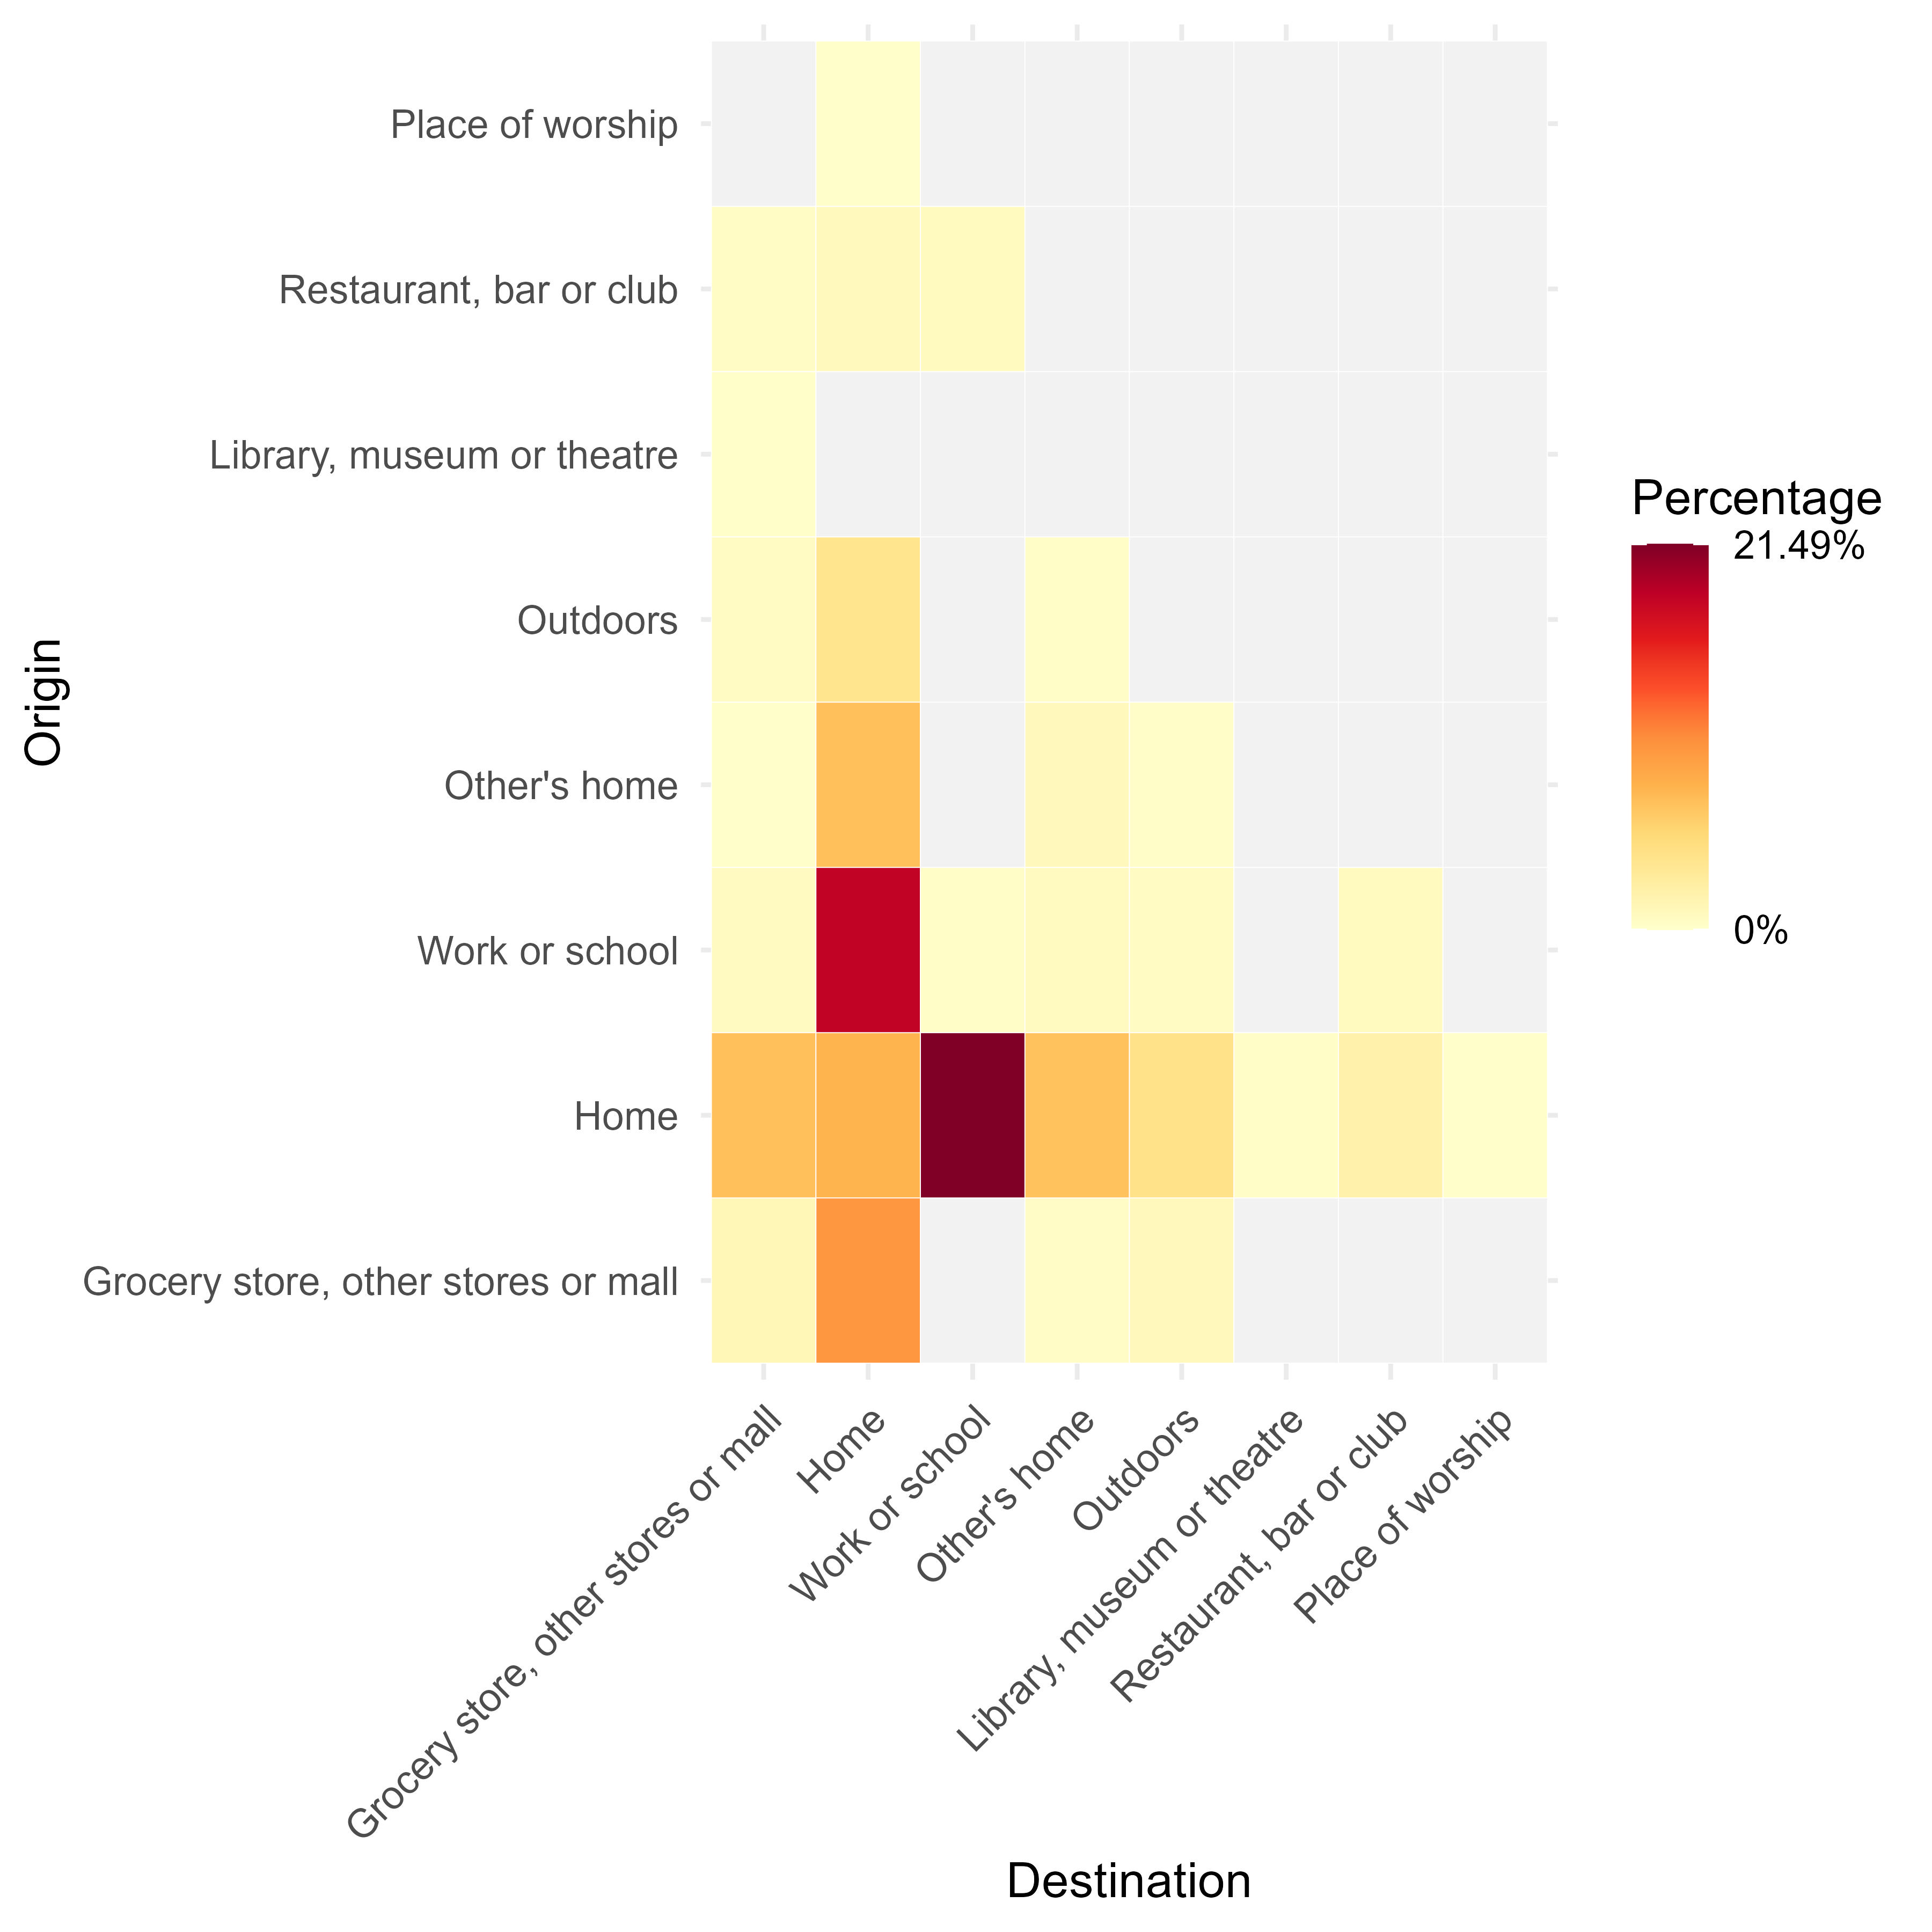 Place of worship
Restaurant, bar or club
Library, museum or theatre
Outdoors
Other's home
Work or school
Home
Grocery store, other stores or mall
Origin
Grocery store, other stores or mall
Home
Work or school
Other's home
Outdoors
Library, museum or theatre
Restaurant, bar or club
Place of worship
Destination
Percentage
21.49%
0%